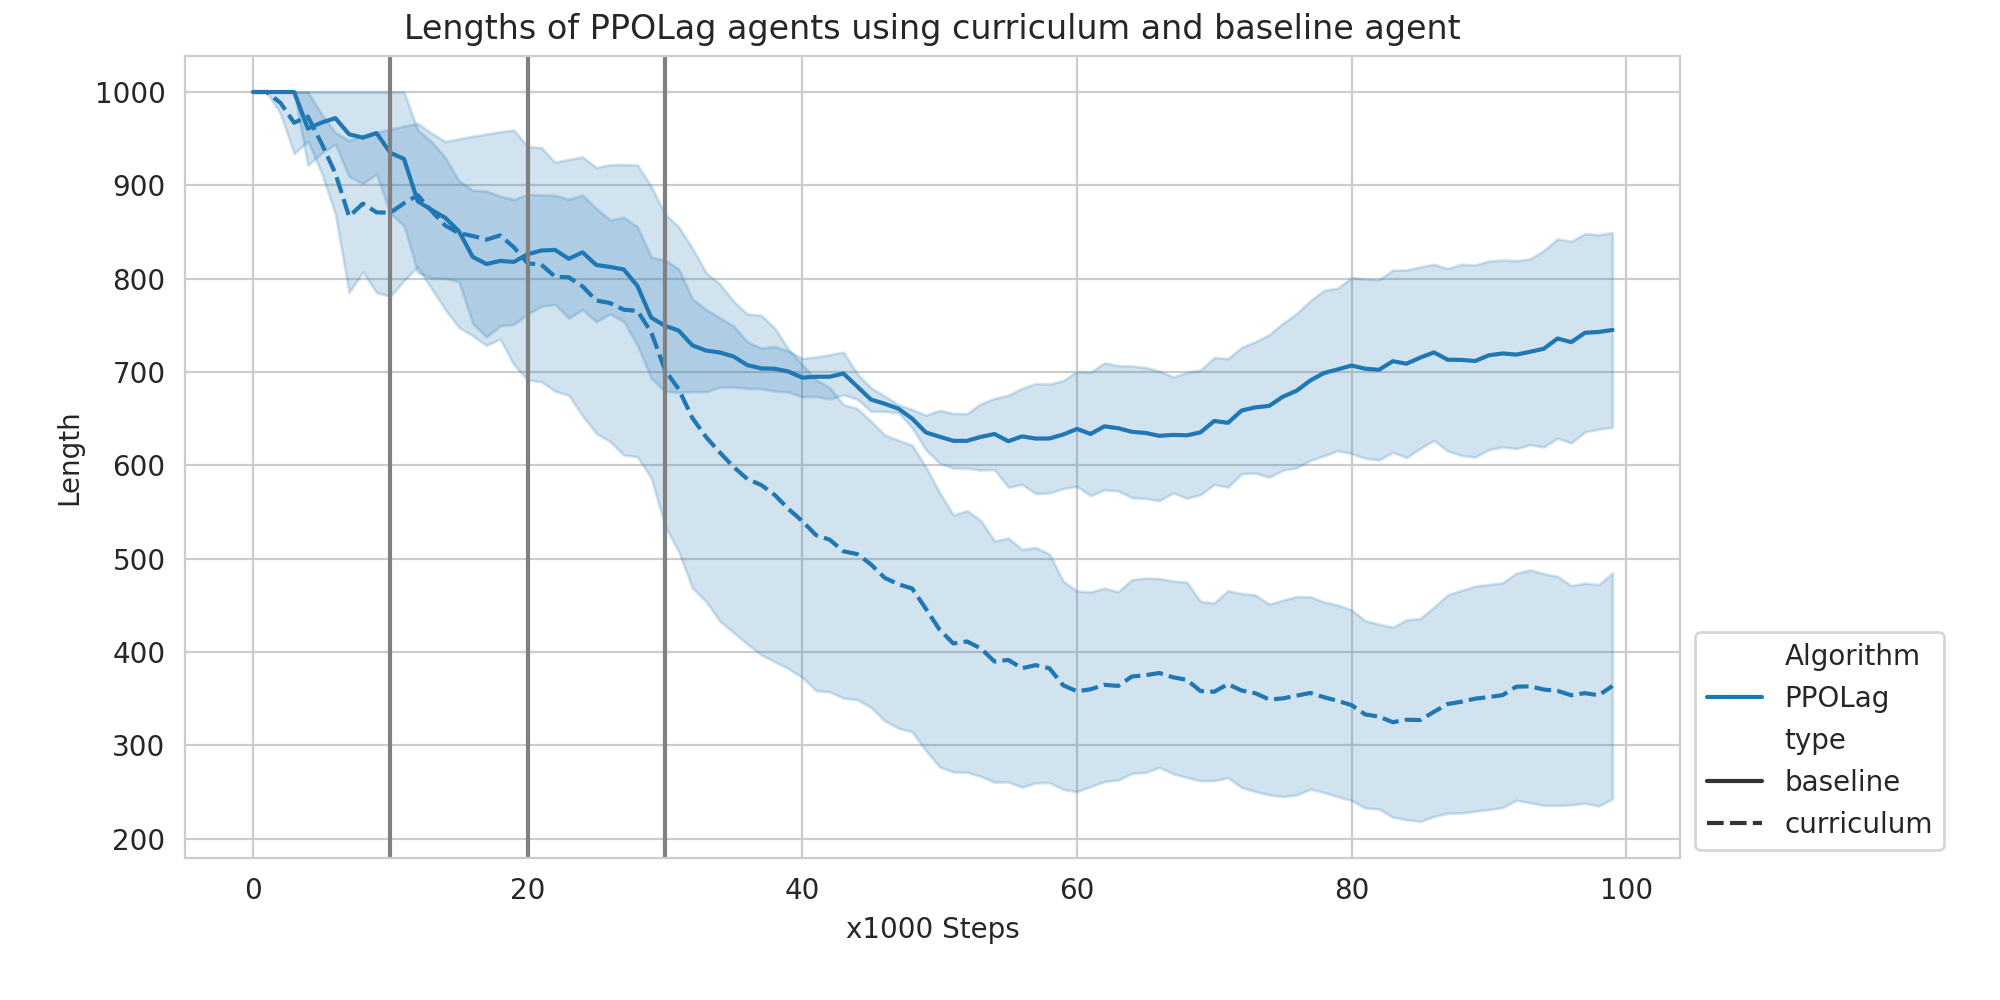 Lengths of PPOLag agents using curriculum and baseline agent
1000
900
800
700
600
500
400
300
200
Length
0 20 40 60 80 100
x1000 Steps
Algorithm
PPOLag
type
baseline
curriculum